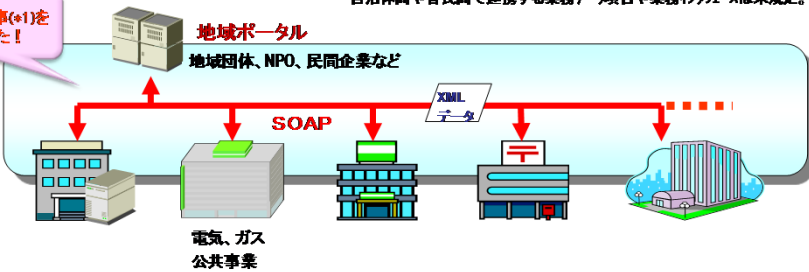 事(*1)を
た!
地域ポータル
地域団体、NPO、民間企業など
XML
データ
SOAP
〒
電気、ガス
公共事業